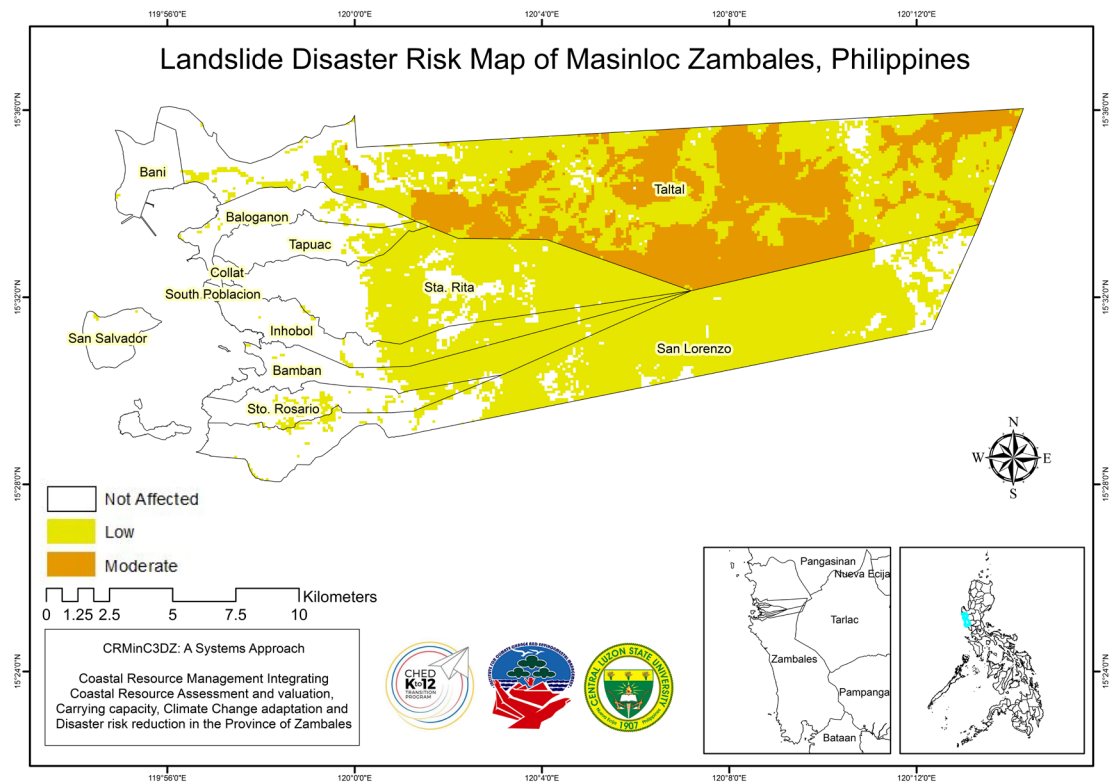 119°56'0"E
120°0'0"E
120°4'0"E
120°8'0"E
120°12'0"E
Landslide Disaster Risk Map of Masinloc Zambales, Philippines
15°36'0"N
15°36'0"N
Bani
Taltal
Baloganon
Tapuac
Collat
Sta. Rita
South Poblacion
15°32'0"N
15°32'0"N
Inhobol
San Salvador
San Lorenzo
Bamban
Sto. Rosario
N
W
E
S
15°28'0"N
15°28'0"N
Not Affected
Low
Moderate
Kilometers
0 1.25 2.5 5 7.5 10
CRMinC3DZ: A Systems Approach
Coastal Resource Management Integrating
Coastal Resource Assessment and valuation,
Carrying capacity, Climate Change adaptation and
Disaster risk reduction in the Province of Zambales
CHED
K to 12
TRANSITION
PROGRAM
CENTRAL LUZON STATE UNIVERSITY
1907
Pangasinan
Nueva Ecija
Tarlac
Zambales
Pampanga
Bataan
15°24'0"N
15°24'0"N
119°56'0"E
120°0'0"E
120°4'0"E
120°8'0"E
120°12'0"E